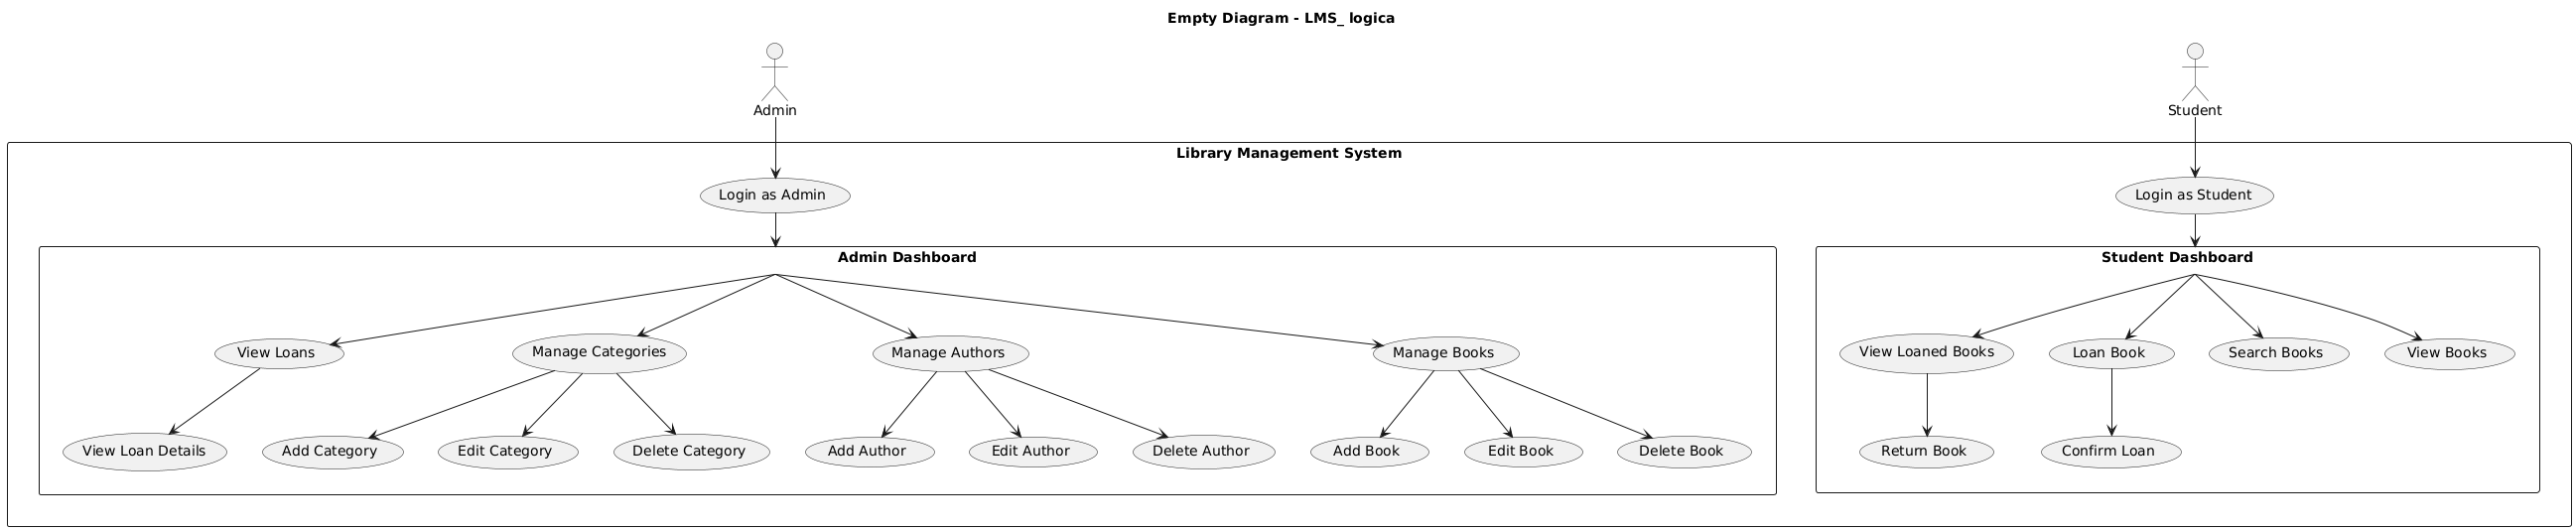 Empty Diagram - LMS_ logica
Admin
Student
Library Management System
Login as Admin
Login as Student
Admin Dashboard
Student Dashboard
View Loans
Manage Categories
Manage Authors
Manage Books
View Loaned Books
Loan Book
Search Books
View Books
View Loan Details
Add Category
Edit Category
Delete Category
Add Author
Edit Author
Delete Author
Add Book
Edit Book
Delete Book
Return Book
Confirm Loan